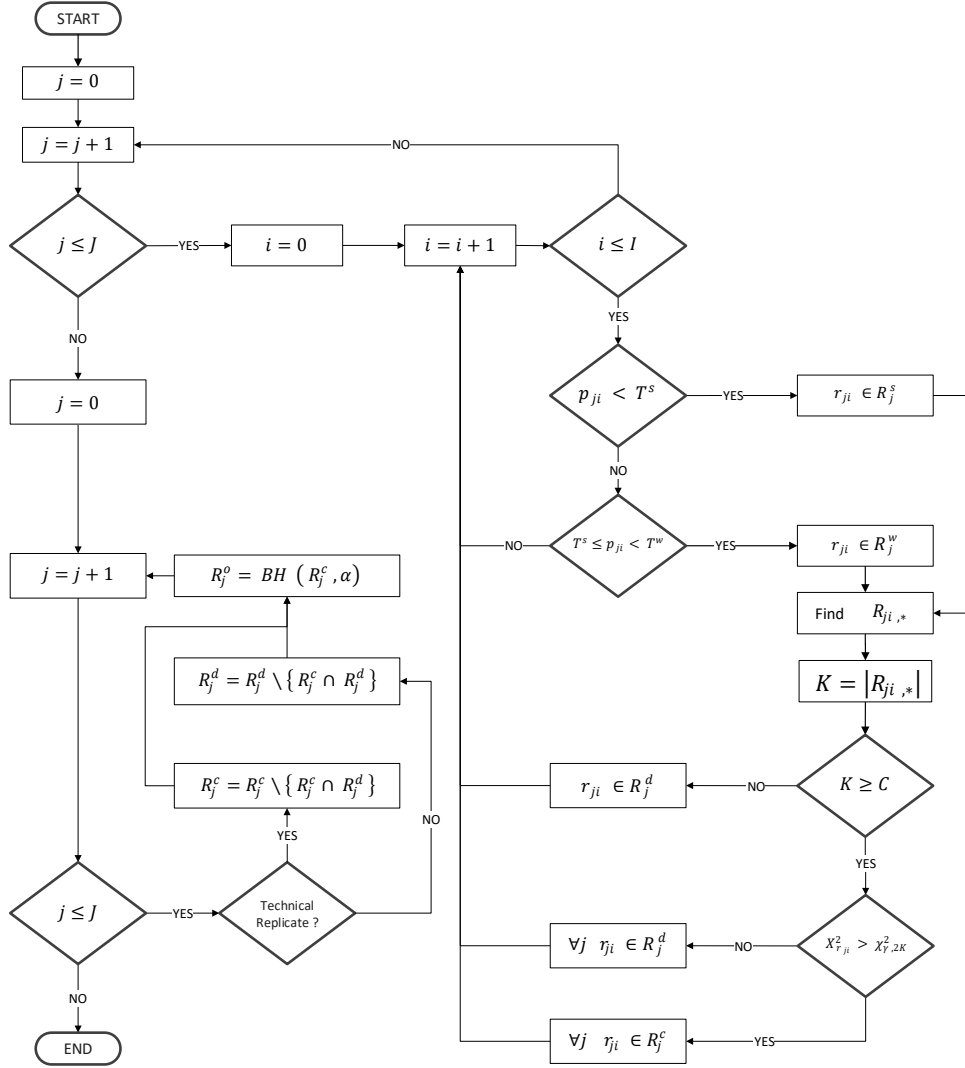 START
j = 0
j = j + 1
NO
j ≤ J
YES
i = 0
i = i + 1
i ≤ I
YES
NO
p_ji < T^s
YES
r_ji ∈ R_j^s
j = 0
NO
T^s ≤ p_ji < T^w
NO
YES
r_ji ∈ R_j^w
j = j + 1
R_j^o = BH ( R_j^c , α)
Find R_ji,*
R_j^d = R_j^d \ { R_j^c ∩ R_j^d }
K = |R_ji,*|
R_j^c = R_j^c \ { R_j^c ∩ R_j^d }
r_ji ∈ R_j^d
NO
K ≥ C
NO
YES
YES
j ≤ J
YES
Technical
Replicate ?
∀j r_ji ∈ R_j^d
NO
X^2_r_ji > χ^2_γ,2K
NO
END
∀j r_ji ∈ R_j^c
YES